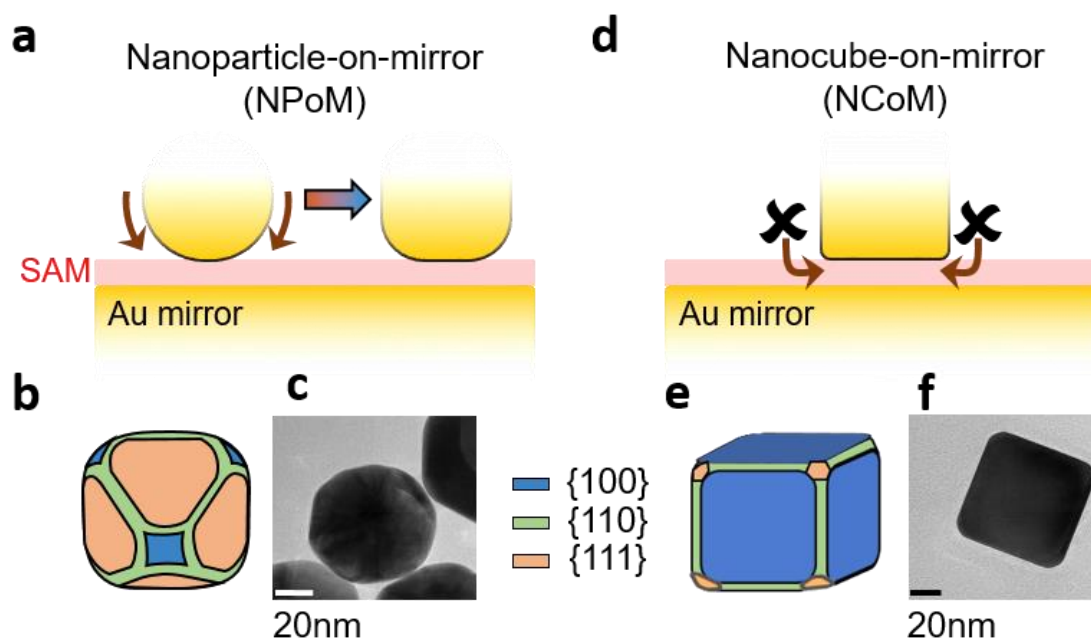 a
Nanoparticle-on-mirror
(NPoM)
SAM
Au mirror
d
Nanocube-on-mirror
(NCoM)
Au mirror
b
c
20nm
{100}
{110}
{111}
e
f
20nm